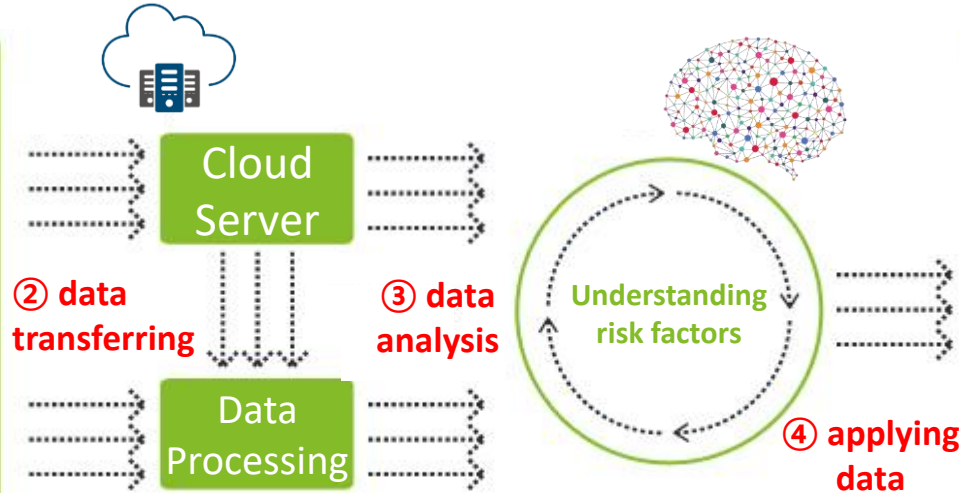 Cloud
Server
② data
transferring
③ data
analysis
Understanding
risk factors
Data
Processing
④ applying
data